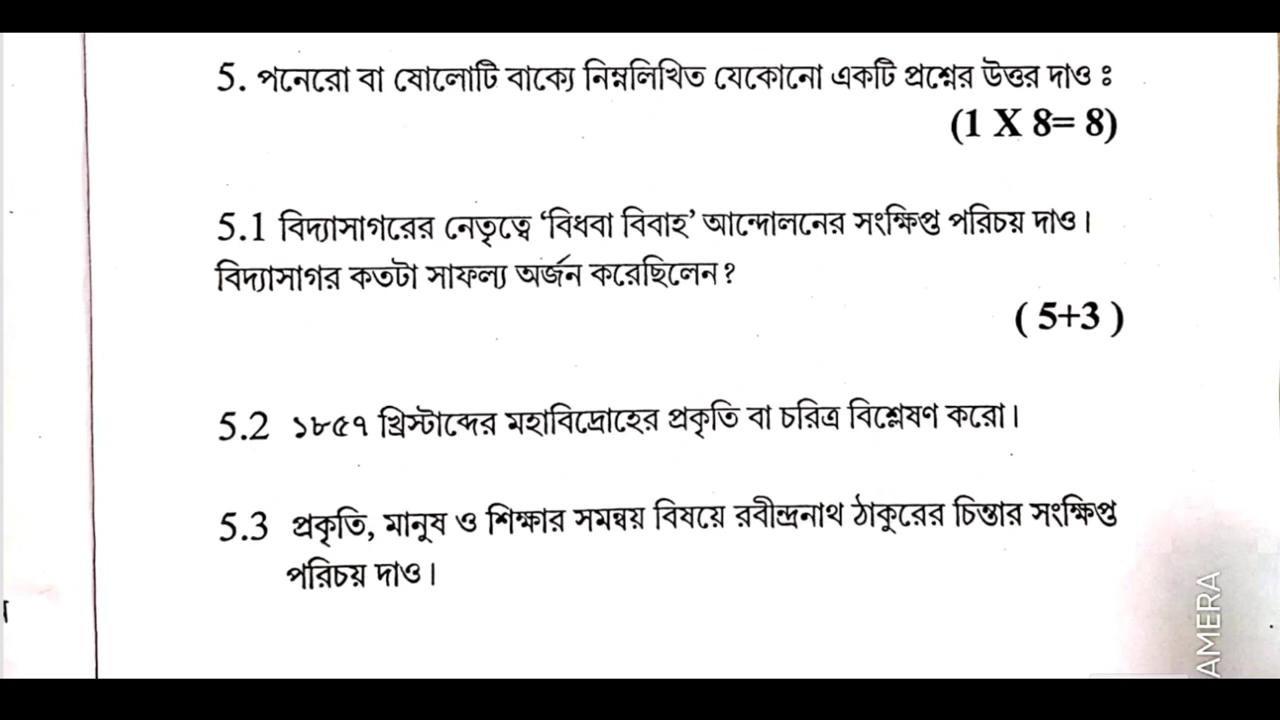 5. পনেরো বা ষোলোটি বাক্যে নিম্নলিখিত যেকোনো একটি প্রশ্নের উত্তর দাও ঃ
(1 X 8= 8)
5.1 বিদ্যাসাগরের নেতৃত্বে ‘বিধবা বিবাহ’ আন্দোলনের সংক্ষিপ্ত পরিচয় দাও।
বিদ্যাসাগর কতটা সাফল্য অর্জন করেছিলেন ?
( 5+3 )
5.2 ১৮৫৭ খ্রিস্টাব্দের মহাবিদ্রোহের প্রকৃতি বা চরিত্র বিশ্লেষণ করো।
5.3 প্রকৃতি, মানুষ ও শিক্ষার সমন্বয় বিষয়ে রবীন্দ্রনাথ ঠাকুরের চিন্তার সংক্ষিপ্ত
পরিচয় দাও।
AMERA